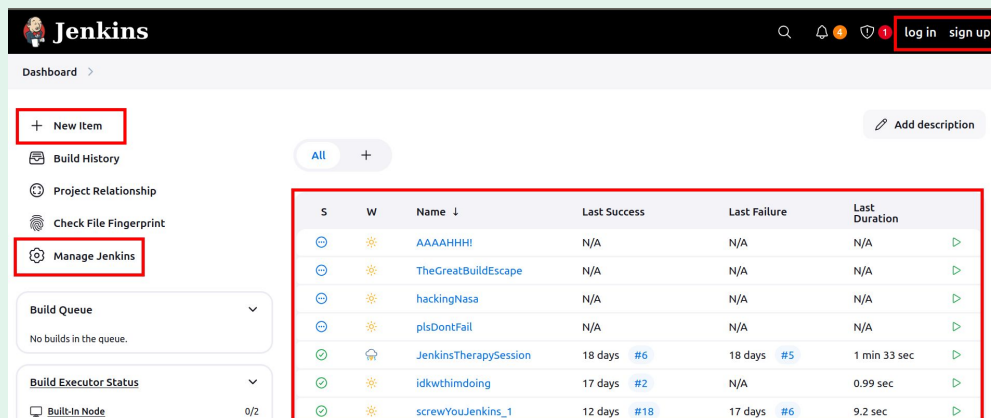 Jenkins
4 1 log in sign up
Dashboard >
+ New Item
Add description
Build History
All +
Project Relationship
Check File Fingerprint
Manage Jenkins
S W Name ↓ Last Success Last Failure Last Duration
AAAAHHH! N/A N/A N/A
TheGreatBuildEscape N/A N/A N/A
hackingNasa N/A N/A N/A
plsDontFail N/A N/A N/A
JenkinsTherapySession 18 days #6 18 days #5 1 min 33 sec
idkwthimdoing 17 days #2 N/A 0.99 sec
screwYouJenkins_1 12 days #18 17 days #6 9.2 sec
Build Queue
No builds in the queue.
Build Executor Status
Built-In Node 0/2